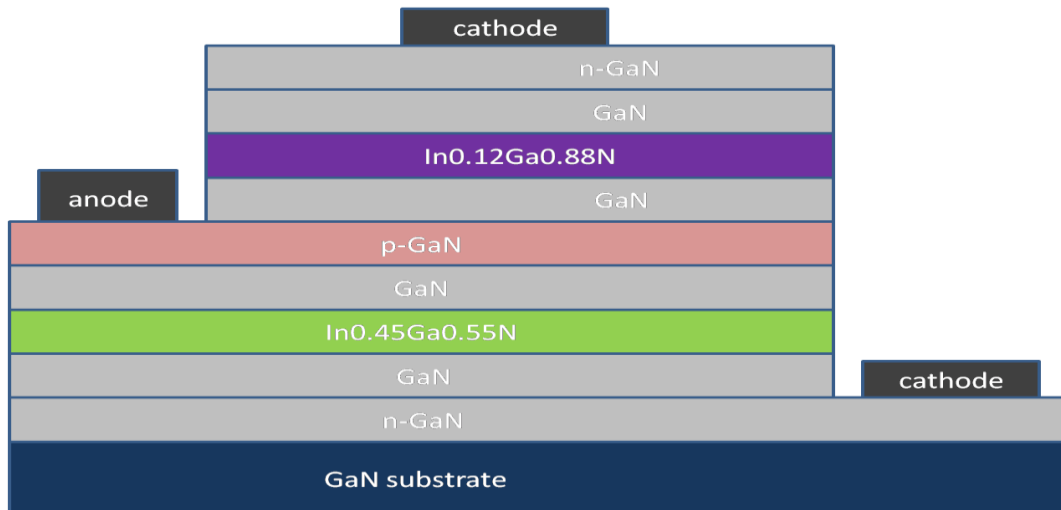 cathode
n-GaN
GaN
In0.12Ga0.88N
GaN
anode
p-GaN
GaN
In0.45Ga0.55N
GaN
cathode
n-GaN
GaN substrate